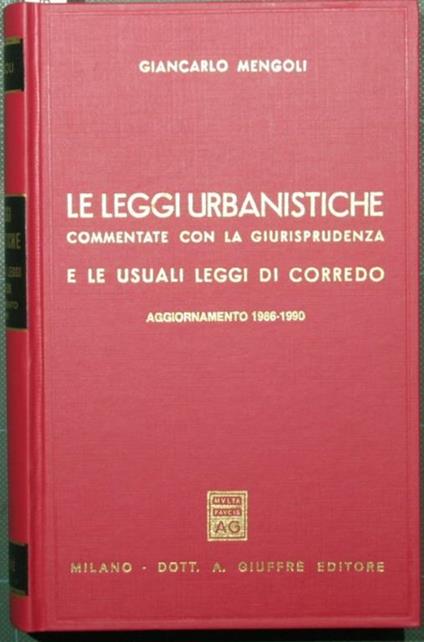 GIANCARLO MENGOLI
LE LEGGI URBANISTICHE
COMMENTATE CON LA GIURISPRUDENZA
E LE USUALI LEGGI DI CORREDO
AGGIORNAMENTO 1986-1990
MVLTA
PAVCIS
AG
MILANO - DOTT. A. GIUFFRÈ EDITORE